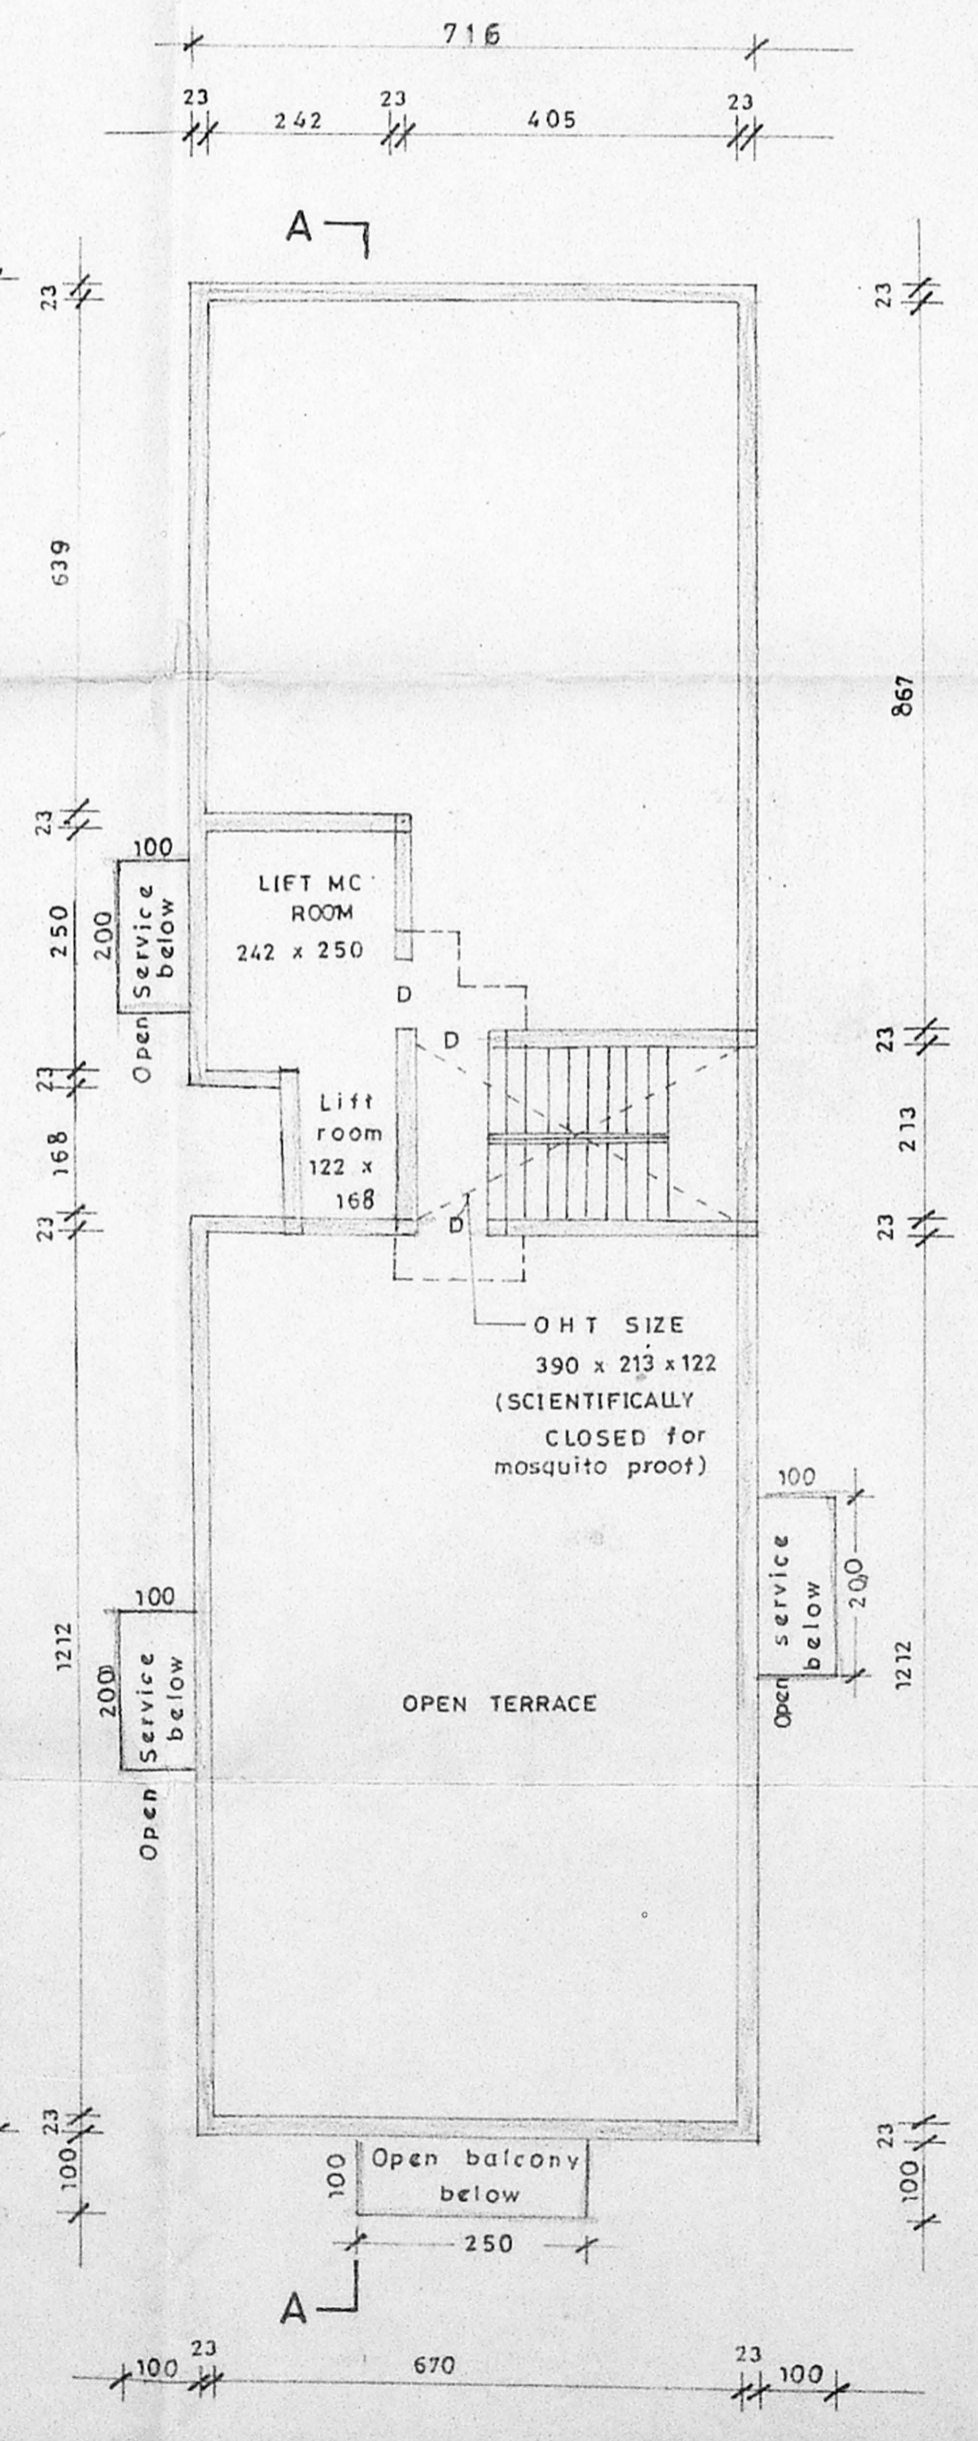 716
23 242 23 405 23
A
23
23
639
867
23
100
LIFT MC
ROOM
242 x 250
250
200
Open Service
below
D
D
23
23
23
Lift
room
122 x
168
168
213
23
23
D
OHT SIZE
390 x 213 x 122
(SCIENTIFICALLY
CLOSED for
mosquito proof)
100
Open service
below
200
100
1212
200
Open Service
below
OPEN TERRACE
1212
23
23
100
100
Open balcony
below
100
250
A
100 23 670 23 100